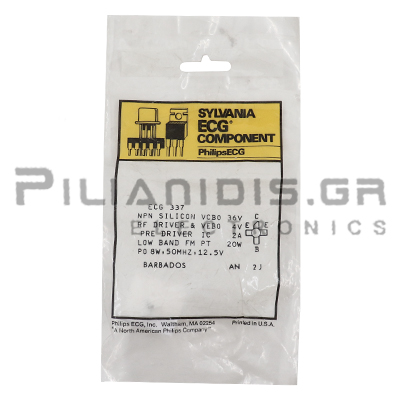 SYLVANIA
ECG®
COMPONENT
PhilipsECG
PILIANIDIS.GR
ELECTRONICS
ECG 337
NPN SILICON VCBO 36V C
RF DRIVER & VEBO 4V E E
PRE DRIVER IC 2A
LOW BAND FM PT 20W B
PO 8W,50MHZ,12.5V
BARBADOS AN 2J
Philips ECG, Inc. Waltham, MA 02254 Printed in U.S.A.
"A North American Philips Company"